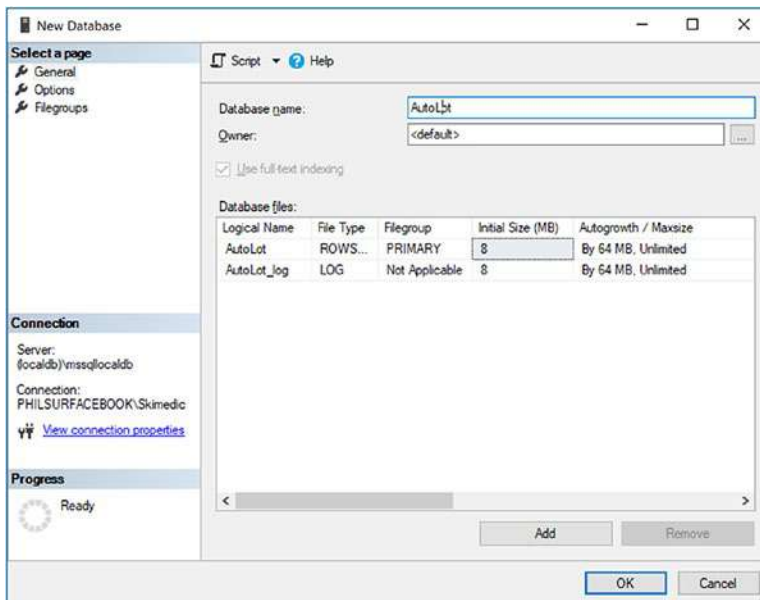 New Database
Select a page
General
Options
Filegroups
Script
Help
Database name:
AutoLot
Owner:
<default>
...
Use full-text indexing
Database files:
Logical Name File Type Filegroup Initial Size (MB) Autogrowth / Maxsize
AutoLot ROWS... PRIMARY 8 By 64 MB, Unlimited
AutoLot_log LOG Not Applicable 8 By 64 MB, Unlimited
Connection
Server:
(localdb)\mssqllocaldb
Connection:
PHILSURFACEBOOK\Skimedic
View connection properties
Progress
Ready
Add
Remove
OK
Cancel